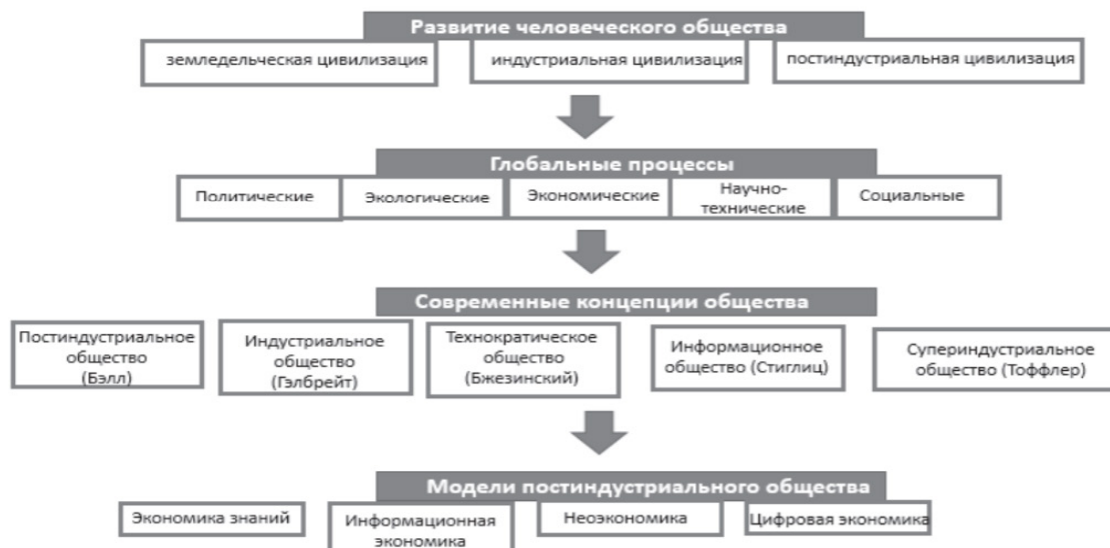 Развитие человеческого общества
земледельческая цивилизация
индустриальная цивилизация
постиндустриальная цивилизация
Глобальные процессы
Политические
Экологические
Экономические
Научно-
технические
Социальные
Современные концепции общества
Постиндустриальное
общество
(Бэлл)
Индустриальное
общество
(Гэлбрейт)
Технократическое
общество
(Бжезинский)
Информационное
общество (Стиглиц)
Супериндустриальное
общество (Тоффлер)
Модели постиндустриального общества
Экономика знаний
Информационная
экономика
Неоэкономика
Цифровая экономика